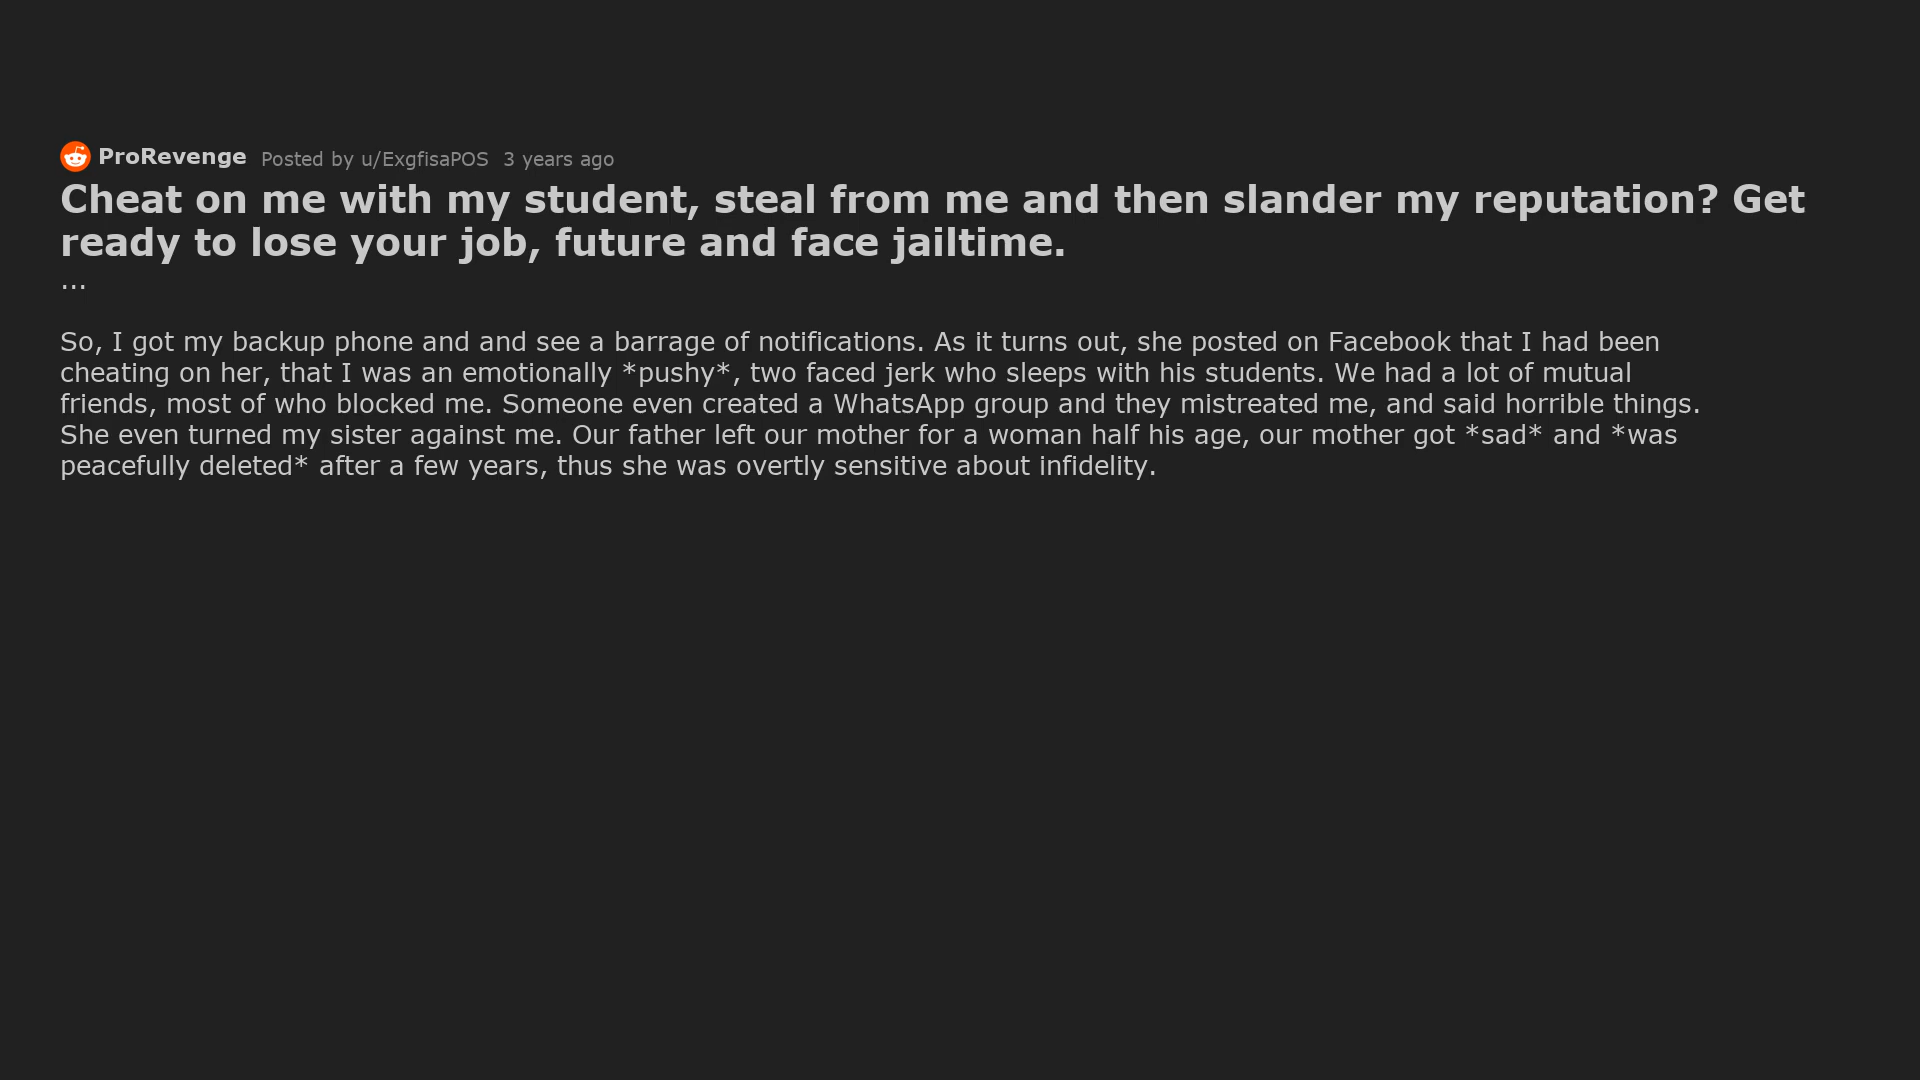 ProRevenge Posted by u/ExgfisaPOS 3 years ago
Cheat on me with my student, steal from me and then slander my reputation? Get
ready to lose your job, future and face jailtime.
...
So, I got my backup phone and and see a barrage of notifications. As it turns out, she posted on Facebook that I had been
cheating on her, that I was an emotionally *pushy*, two faced jerk who sleeps with his students. We had a lot of mutual
friends, most of who blocked me. Someone even created a WhatsApp group and they mistreated me, and said horrible things.
She even turned my sister against me. Our father left our mother for a woman half his age, our mother got *sad* and *was
peacefully deleted* after a few years, thus she was overtly sensitive about infidelity.